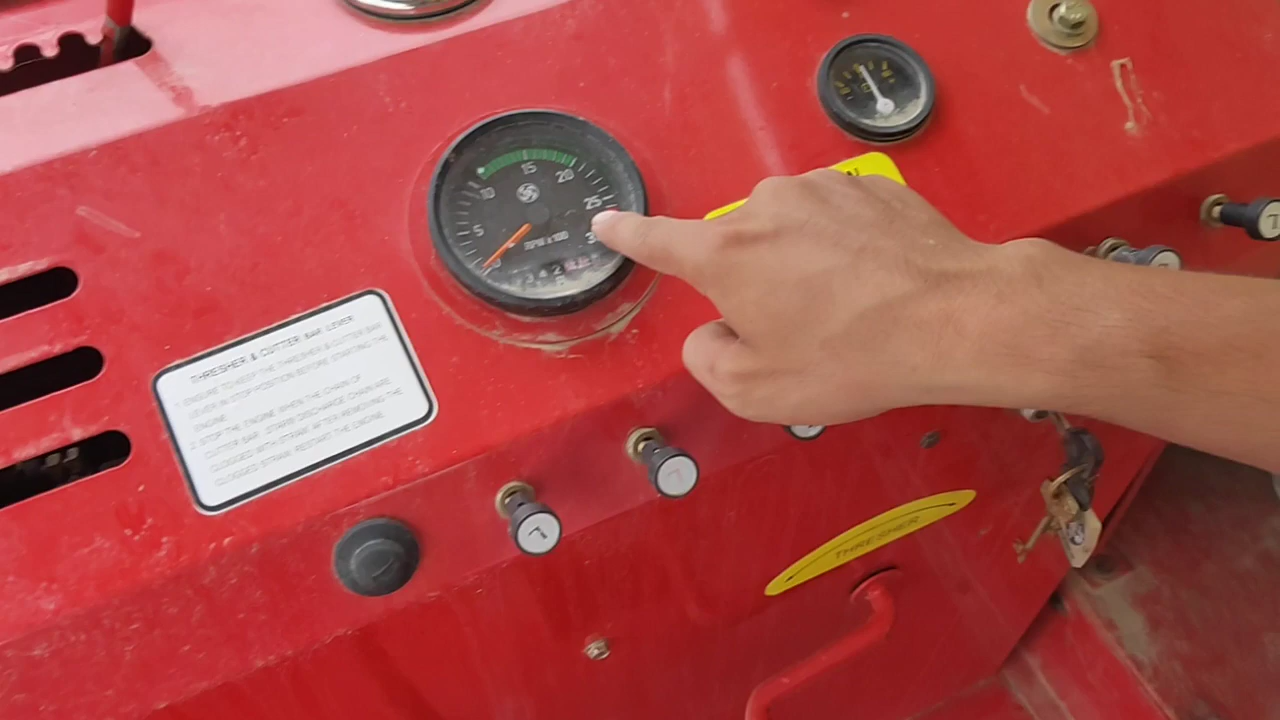 15
10
20
25
5
RPM x 100
THRESHER & CUTTER BAR LEVER
1. ENSURE TO KEEP THE THRESHER & CUTTER BAR
LEVER IN STOP POSITION BEFORE STARTING THE
ENGINE.
2. STOP THE ENGINE WHEN THE CHAIN OF
CUTTER BAR, DISCHARGE CHAIN ARE
CLOGGED WITH STRAW AFTER REMOVING THE
CLOGGED STRAW, RESTART THE ENGINE
THRESHER